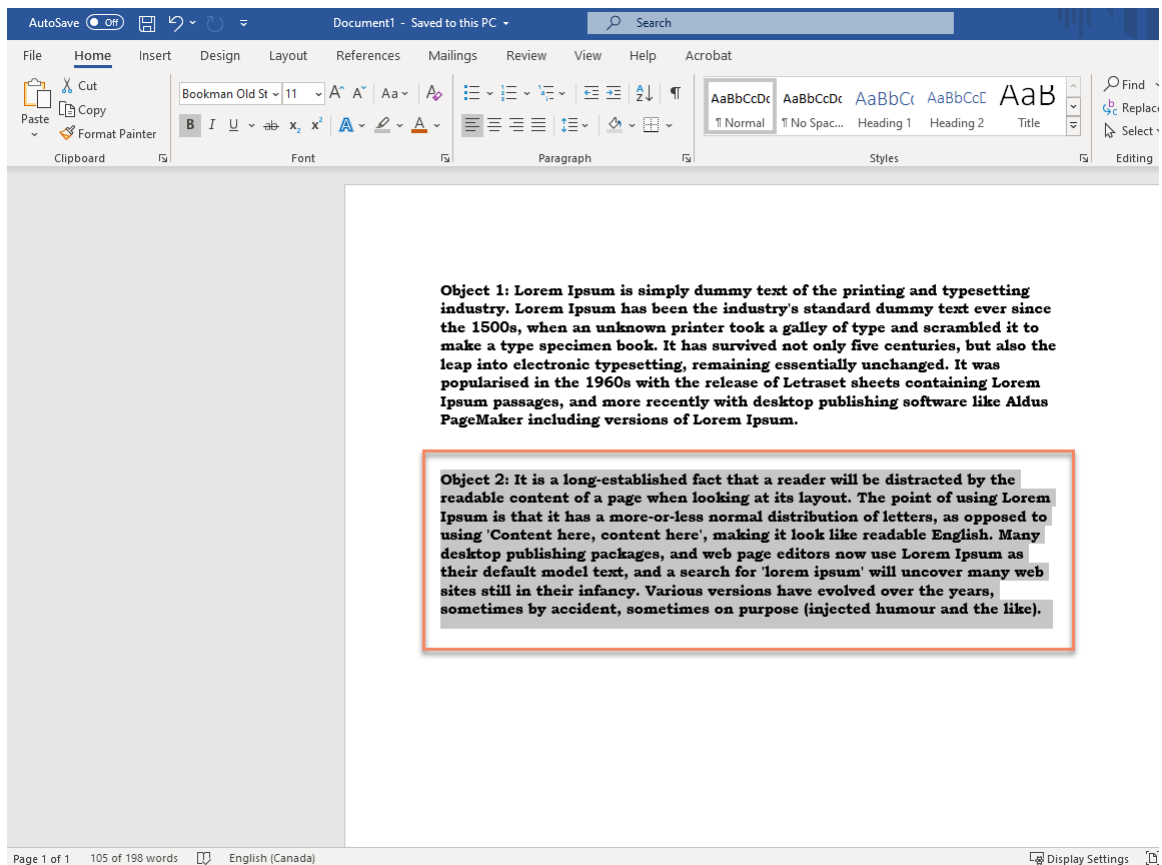 AutoSave Off Document1 - Saved to this PC Search
File Home Insert Design Layout References Mailings Review View Help Acrobat
Paste
Cut
Copy
Format Painter
Clipboard
Bookman Old St 11 A A Aa A
B I U ab x₂ x² A A
Font
Paragraph
AaBbCcDc AaBbCcDc AaBbCc AaBbCcE AaB
¶ Normal ¶ No Spac... Heading 1 Heading 2 Title
Styles
Find
Replace
Select
Editing
Object 1: Lorem Ipsum is simply dummy text of the printing and typesetting
industry. Lorem Ipsum has been the industry's standard dummy text ever since
the 1500s, when an unknown printer took a galley of type and scrambled it to
make a type specimen book. It has survived not only five centuries, but also the
leap into electronic typesetting, remaining essentially unchanged. It was
popularised in the 1960s with the release of Letraset sheets containing Lorem
Ipsum passages, and more recently with desktop publishing software like Aldus
PageMaker including versions of Lorem Ipsum.
Object 2: It is a long-established fact that a reader will be distracted by the
readable content of a page when looking at its layout. The point of using Lorem
Ipsum is that it has a more-or-less normal distribution of letters, as opposed to
using 'Content here, content here', making it look like readable English. Many
desktop publishing packages, and web page editors now use Lorem Ipsum as
their default model text, and a search for 'lorem ipsum' will uncover many web
sites still in their infancy. Various versions have evolved over the years,
sometimes by accident, sometimes on purpose (injected humour and the like).
Page 1 of 1 105 of 198 words English (Canada) Display Settings